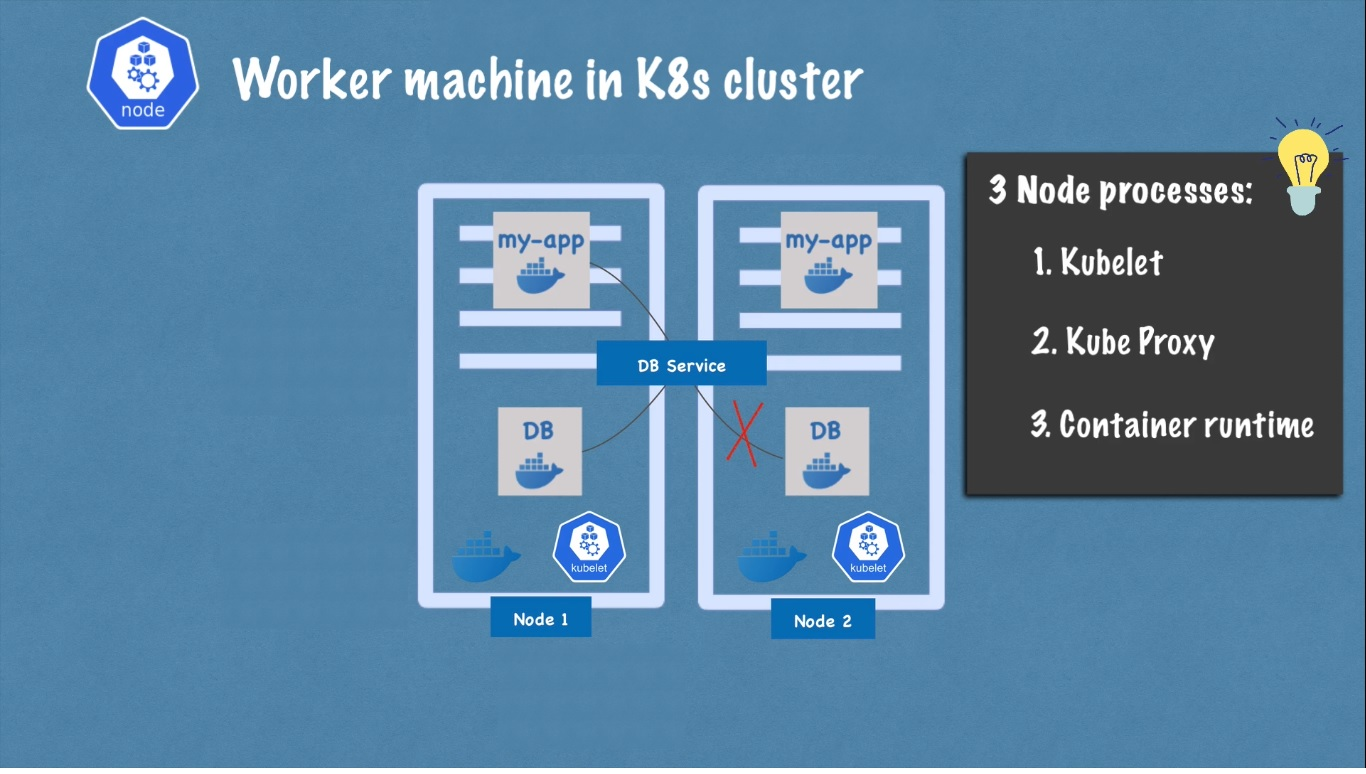 node
Worker machine in K8s cluster
3 Node processes:
1. Kubelet
2. Kube Proxy
3. Container runtime
my-app
my-app
DB Service
DB
DB
kubelet
kubelet
Node 1
Node 2